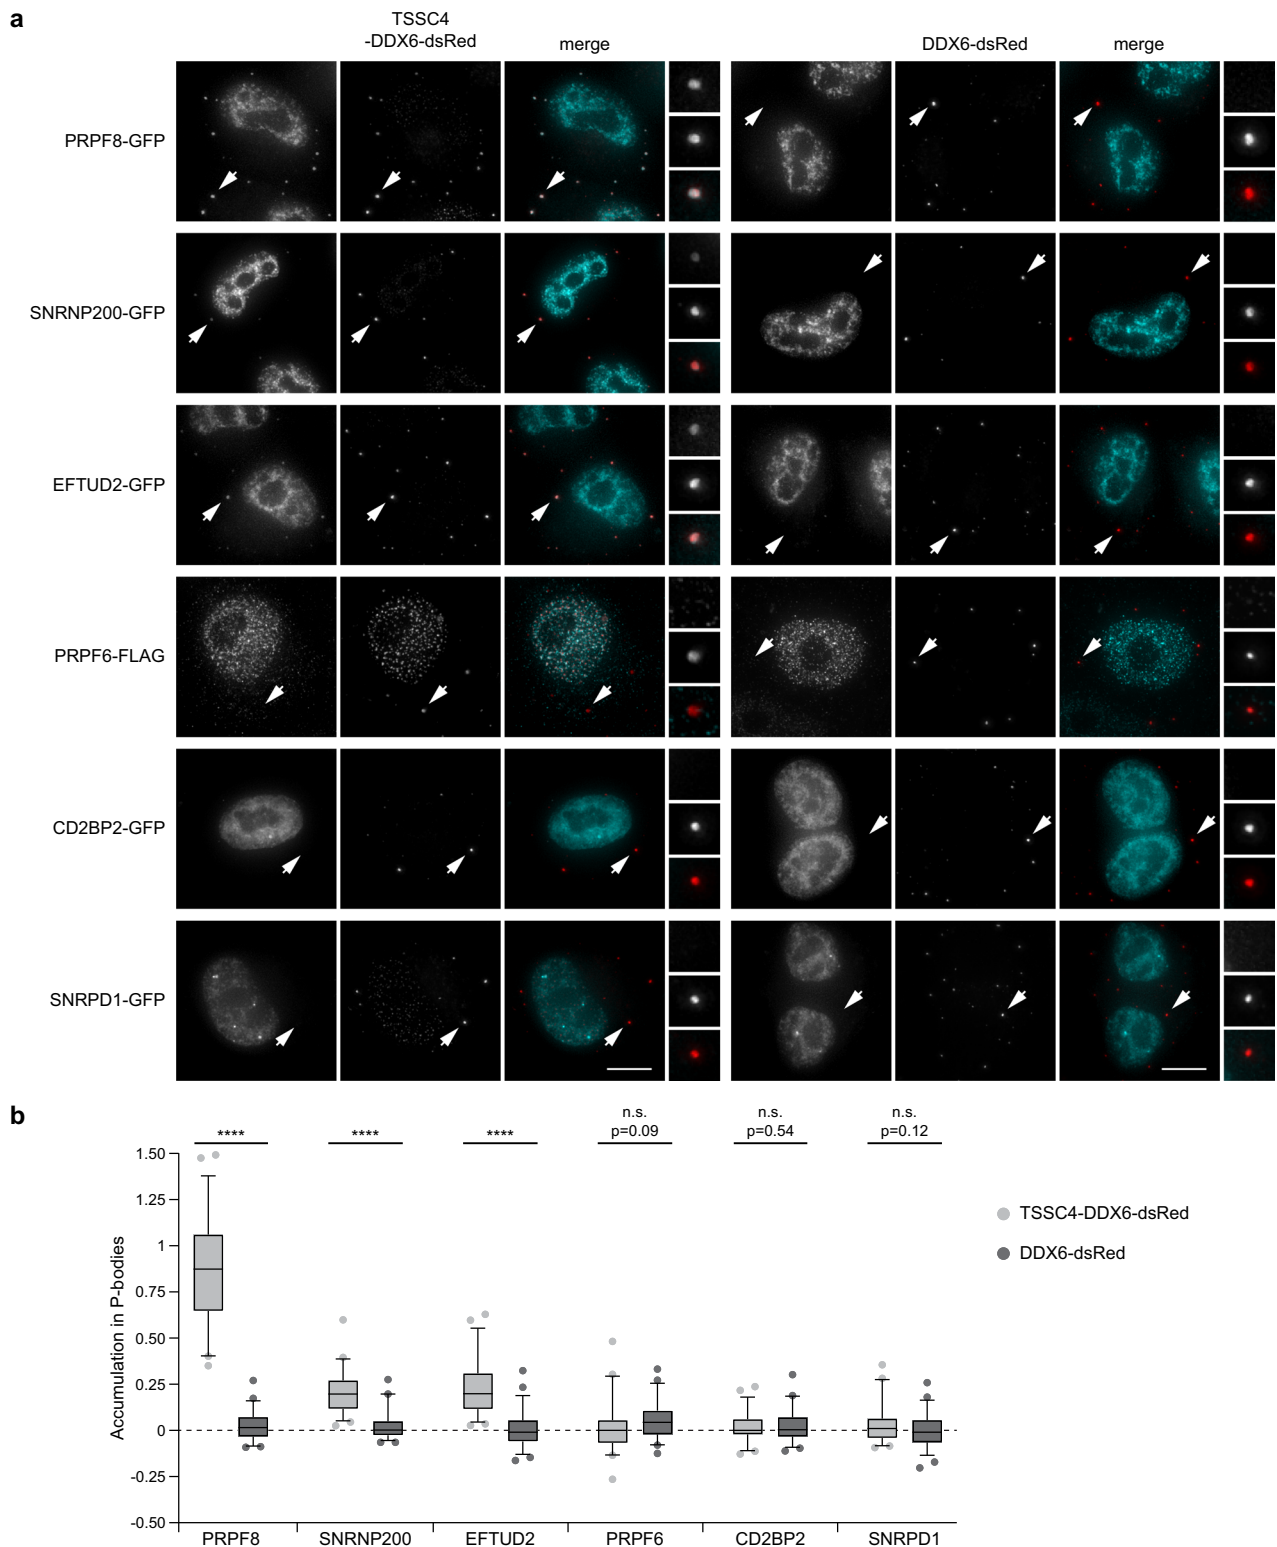 a
TSSC4
-DDX6-dsRed
merge
DDX6-dsRed
merge
PRPF8-GFP
SNRNP200-GFP
EFTUD2-GFP
PRPF6-FLAG
CD2BP2-GFP
SNRPD1-GFP
b
**** **** **** n.s. p=0.09 n.s. p=0.54 n.s. p=0.12
1.50
1.25
1
0.75
0.50
0.25
0
-0.25
-0.50
Accumulation in P-bodies
TSSC4-DDX6-dsRed
DDX6-dsRed
PRPF8 SNRNP200 EFTUD2 PRPF6 CD2BP2 SNRPD1